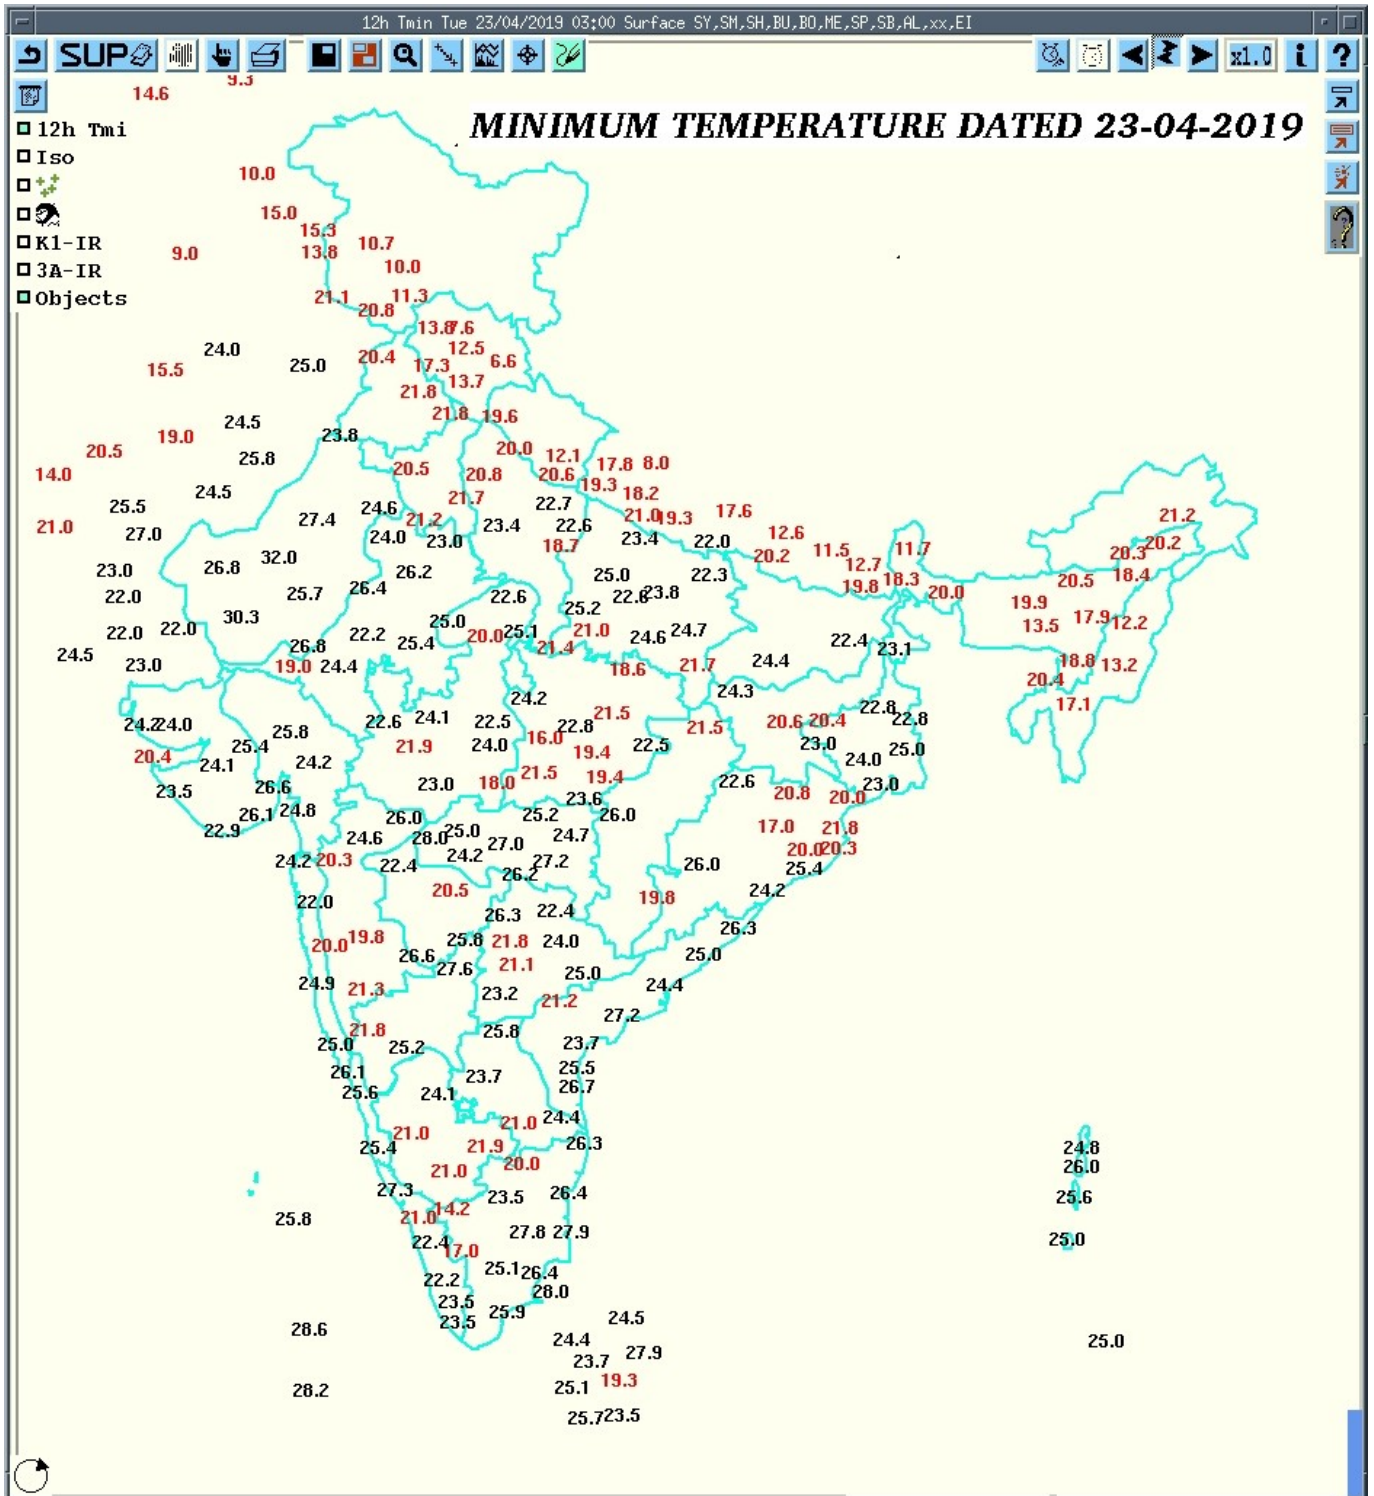 12h Tmin Tue 23/04/2019 03:00 Surface SY,SM,SH,BU,BO,ME,SP,SB,AL,xx,EI
SUP x1.0 i ?
9.3
14.6
MINIMUM TEMPERATURE DATED 23-04-2019
12h Tmi
Iso
K1-IR
3A-IR
Objects
10.0
15.0
15.3
9.0 13.8 10.7
10.0
21.1 11.3
20.8
13.8 7.6
24.0 12.5
15.5 25.0 20.4 17.3 6.6
13.7
21.8
24.5 21.8 19.6
19.0 23.8
20.5 25.8 20.0 12.1
14.0 20.5 20.8 20.6 17.8 8.0
24.5 19.3 18.2
25.5 24.6 21.7 22.7
21.0 27.0 27.4 21.2 23.4 22.6 21.0 19.3 17.6 21.2
24.0 23.0 18.7 23.4 22.0 12.6 20.2
23.0 26.8 32.0 20.2 11.5 11.7 20.3
26.2 25.0 22.3 12.7 18.4
22.0 25.7 26.4 22.6 22.6 23.8 19.8 18.3 20.0 20.5
30.3 25.0 25.2 19.9
22.0 22.0 22.2 20.0 25.1 21.0 24.6 24.7 13.5 17.9 12.2
24.5 26.8 25.4 21.4 22.4 23.1
23.0 19.0 24.4 18.6 21.7 24.4 18.8 13.2
24.2 24.3 20.4
24.2 24.0 22.6 24.1 22.5 22.8 21.5 21.5 20.6 20.4 22.8 22.8 17.1
25.8 21.9 24.0 16.0 22.5 23.0 25.0
20.4 25.4 24.1 24.2 19.4 24.0
23.5 26.6 23.0 18.0 21.5 19.4 22.6 23.0
23.6 20.8 20.0
26.1 24.8 26.0 25.2 26.0
22.9 24.6 28.0 25.0 27.0 24.7 17.0 21.8
24.2 20.3 22.4 24.2 27.2 26.0 20.0 20.3
26.2 25.4
22.0 20.5 19.8 24.2
26.3 22.4
20.0 19.8 25.8 21.8 24.0 26.3
26.6 27.6 21.1 25.0 25.0
24.9 21.3 23.2 21.2 24.4
27.2
21.8 25.8
25.0 25.2 23.7
26.1 23.7 25.5
25.6 24.1 26.7
21.0 24.4
21.0
25.4 21.9 26.3 24.8
21.0 20.0 26.0
27.3 23.5 26.4 25.6
25.8 21.0 14.2
22.4 17.0 27.8 27.9 25.0
22.2 25.1 26.4
23.5 28.0
23.5 25.9 24.5
28.6 24.4 25.0
23.7 27.9
28.2 25.1 19.3
25.7 23.5